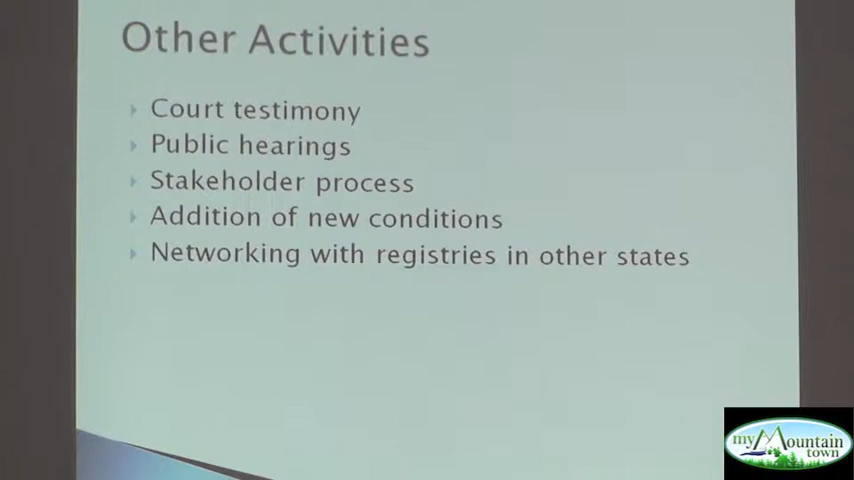 Other Activities
Court testimony
Public hearings
Stakeholder process
Addition of new conditions
Networking with registries in other states
my Mountain
town